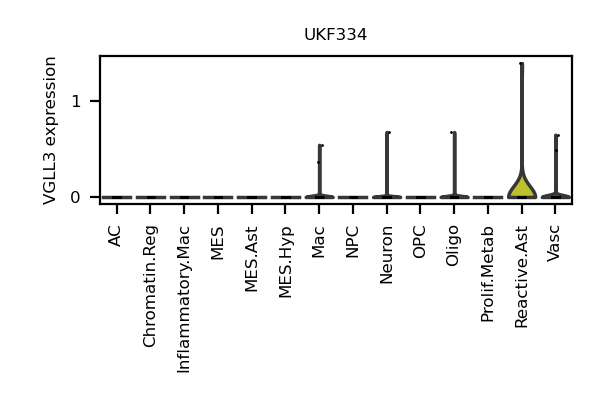 UKF334
VGLL3 expression
1
0
AC
Chromatin.Reg
Inflammatory.Mac
MES
MES.Ast
MES.Hyp
Mac
NPC
Neuron
OPC
Oligo
Prolif.Metab
Reactive.Ast
Vasc